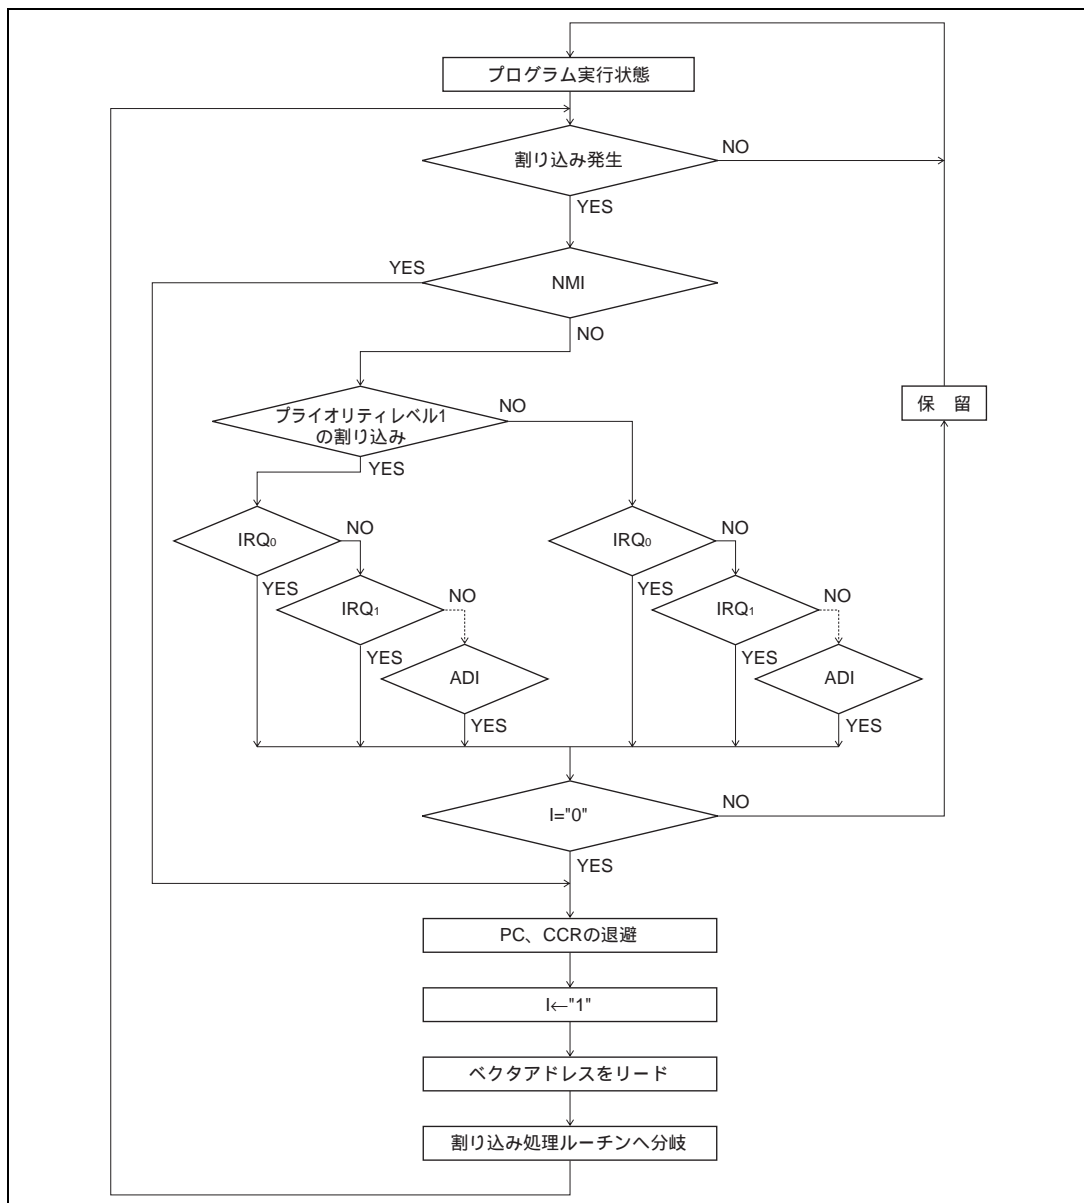 プログラム実行状態
割り込み発生
NO
YES
YES
NMI
NO
プライオリティレベル1
の割り込み
NO
保　留
YES
IRQ₀
NO
IRQ₀
NO
YES
IRQ₁
NO
YES
IRQ₁
NO
YES
ADI
YES
ADI
YES
YES
I="0"
NO
YES
PC、CCRの退避
I←"1"
ベクタアドレスをリード
割り込み処理ルーチンへ分岐